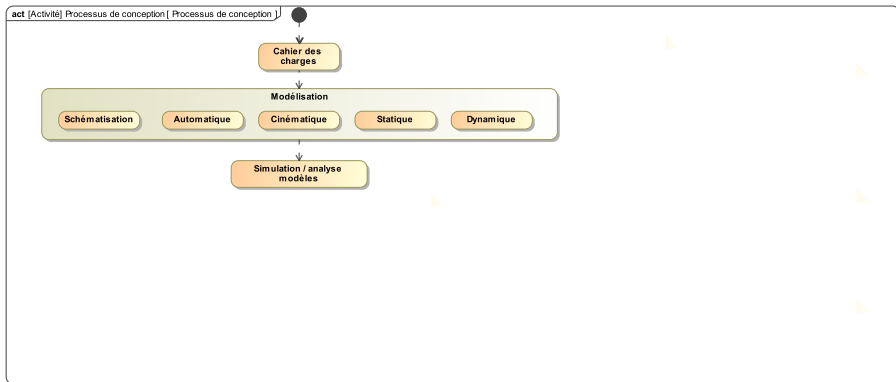 act [Activité] Processus de conception [ Processus de conception ]
Cahier des
charges
Modélisation
Schématisation Automatique Cinématique Statique Dynamique
Simulation / analyse
modèles